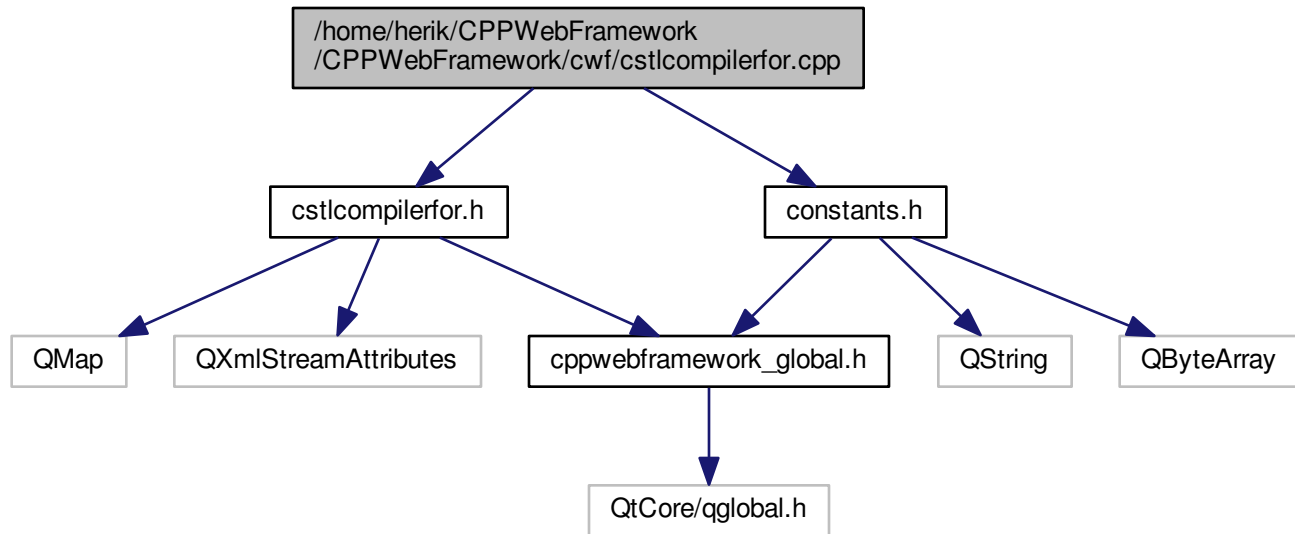 /home/herik/CPPWebFramework
/CPPWebFramework/cwf/cstlcompilerfor.cpp
cstlcompilerfor.h
constants.h
QMap
QXmlStreamAttributes
cppwebframework_global.h
QString
QByteArray
QtCore/qglobal.h